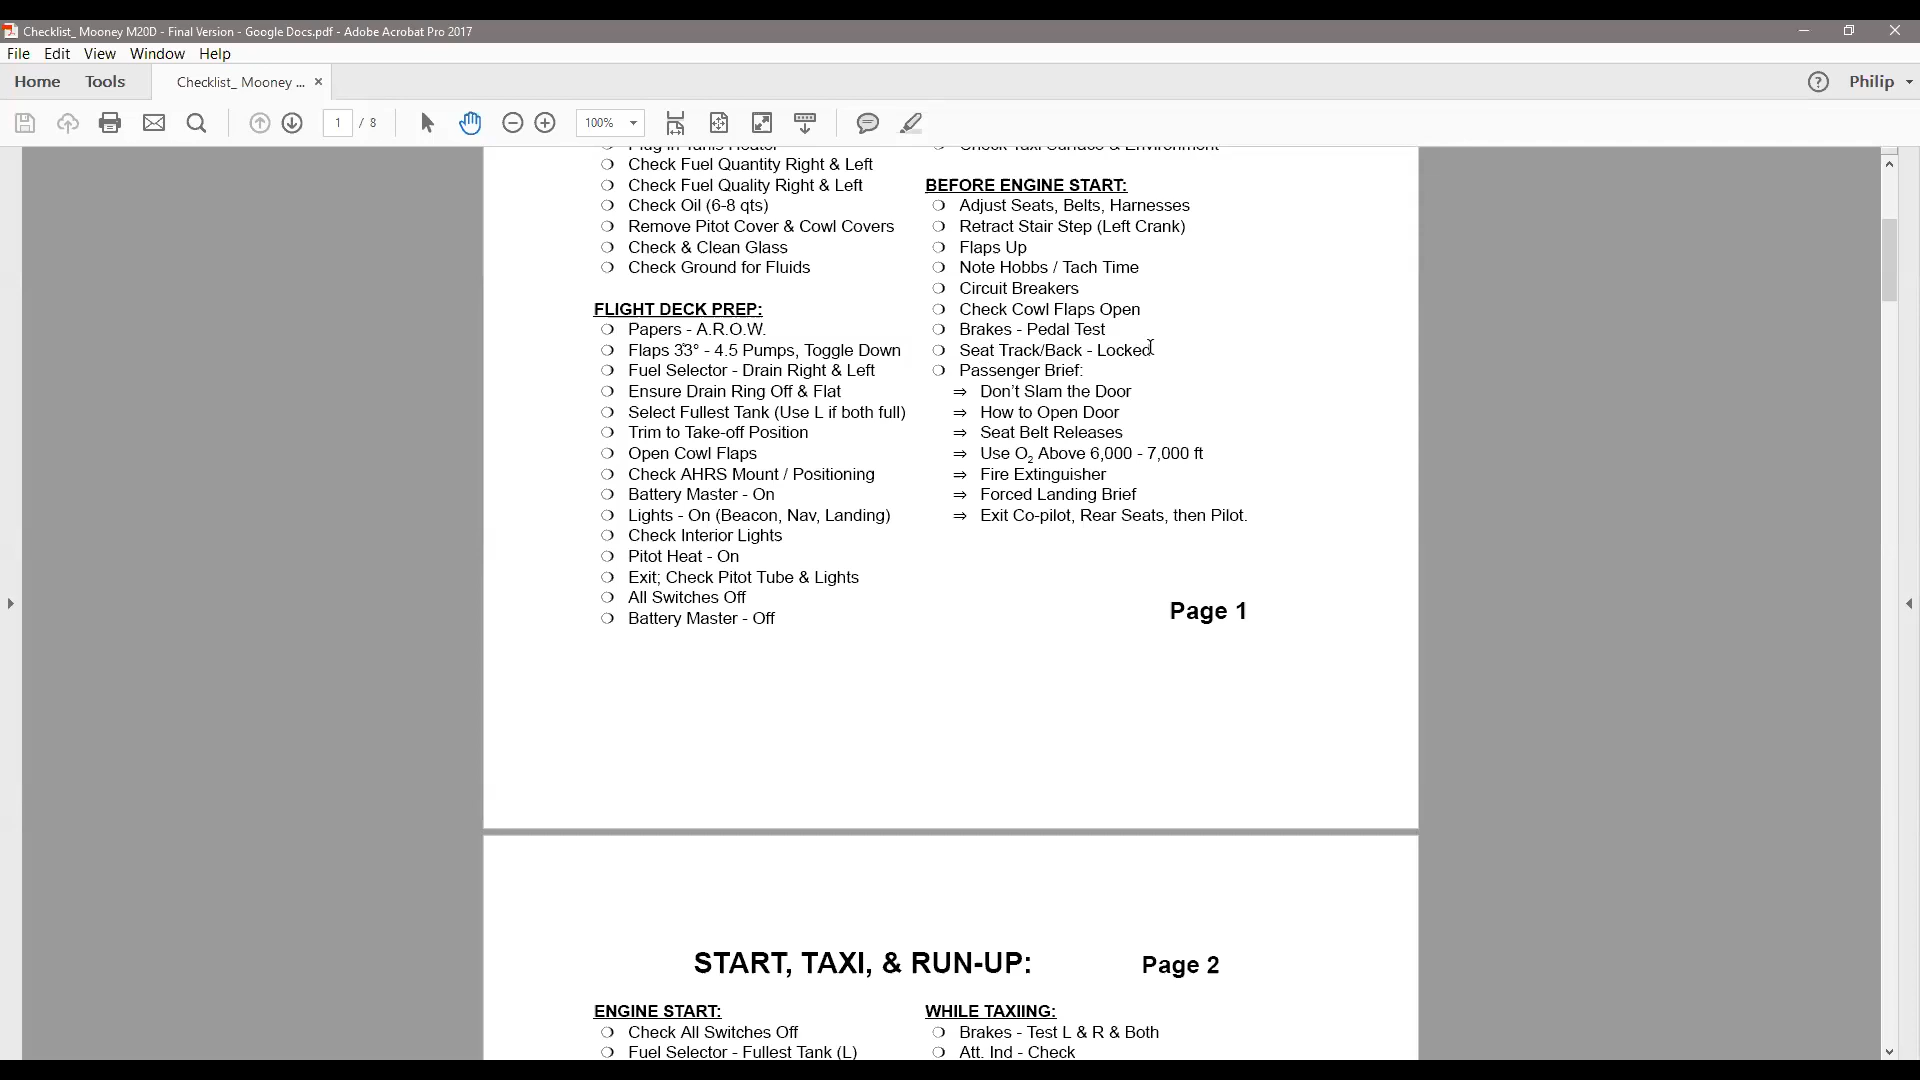 Checklist_ Mooney M20D - Final Version - Google Docs.pdf - Adobe Acrobat Pro 2017
File Edit View Window Help
Home Tools Checklist_ Mooney ... × Philip
1 / 8 100%
Plug in Tanis Heater
Check Fuel Quantity Right & Left
Check Fuel Quality Right & Left
Check Oil (6-8 qts)
Remove Pitot Cover & Cowl Covers
Check & Clean Glass
Check Ground for Fluids
FLIGHT DECK PREP:
Papers - A.R.O.W.
Flaps 33° - 4.5 Pumps, Toggle Down
Fuel Selector - Drain Right & Left
Ensure Drain Ring Off & Flat
Select Fullest Tank (Use L if both full)
Trim to Take-off Position
Open Cowl Flaps
Check AHRS Mount / Positioning
Battery Master - On
Lights - On (Beacon, Nav, Landing)
Check Interior Lights
Pitot Heat - On
Exit; Check Pitot Tube & Lights
All Switches Off
Battery Master - Off
Check Taxi Surface & Environment
BEFORE ENGINE START:
Adjust Seats, Belts, Harnesses
Retract Stair Step (Left Crank)
Flaps Up
Note Hobbs / Tach Time
Circuit Breakers
Check Cowl Flaps Open
Brakes - Pedal Test
Seat Track/Back - Locked
Passenger Brief:
⇒ Don't Slam the Door
⇒ How to Open Door
⇒ Seat Belt Releases
⇒ Use O₂ Above 6,000 - 7,000 ft
⇒ Fire Extinguisher
⇒ Forced Landing Brief
⇒ Exit Co-pilot, Rear Seats, then Pilot.
Page 1
START, TAXI, & RUN-UP: Page 2
ENGINE START:
Check All Switches Off
Fuel Selector - Fullest Tank (L)
WHILE TAXIING:
Brakes - Test L & R & Both
Att. Ind - Check